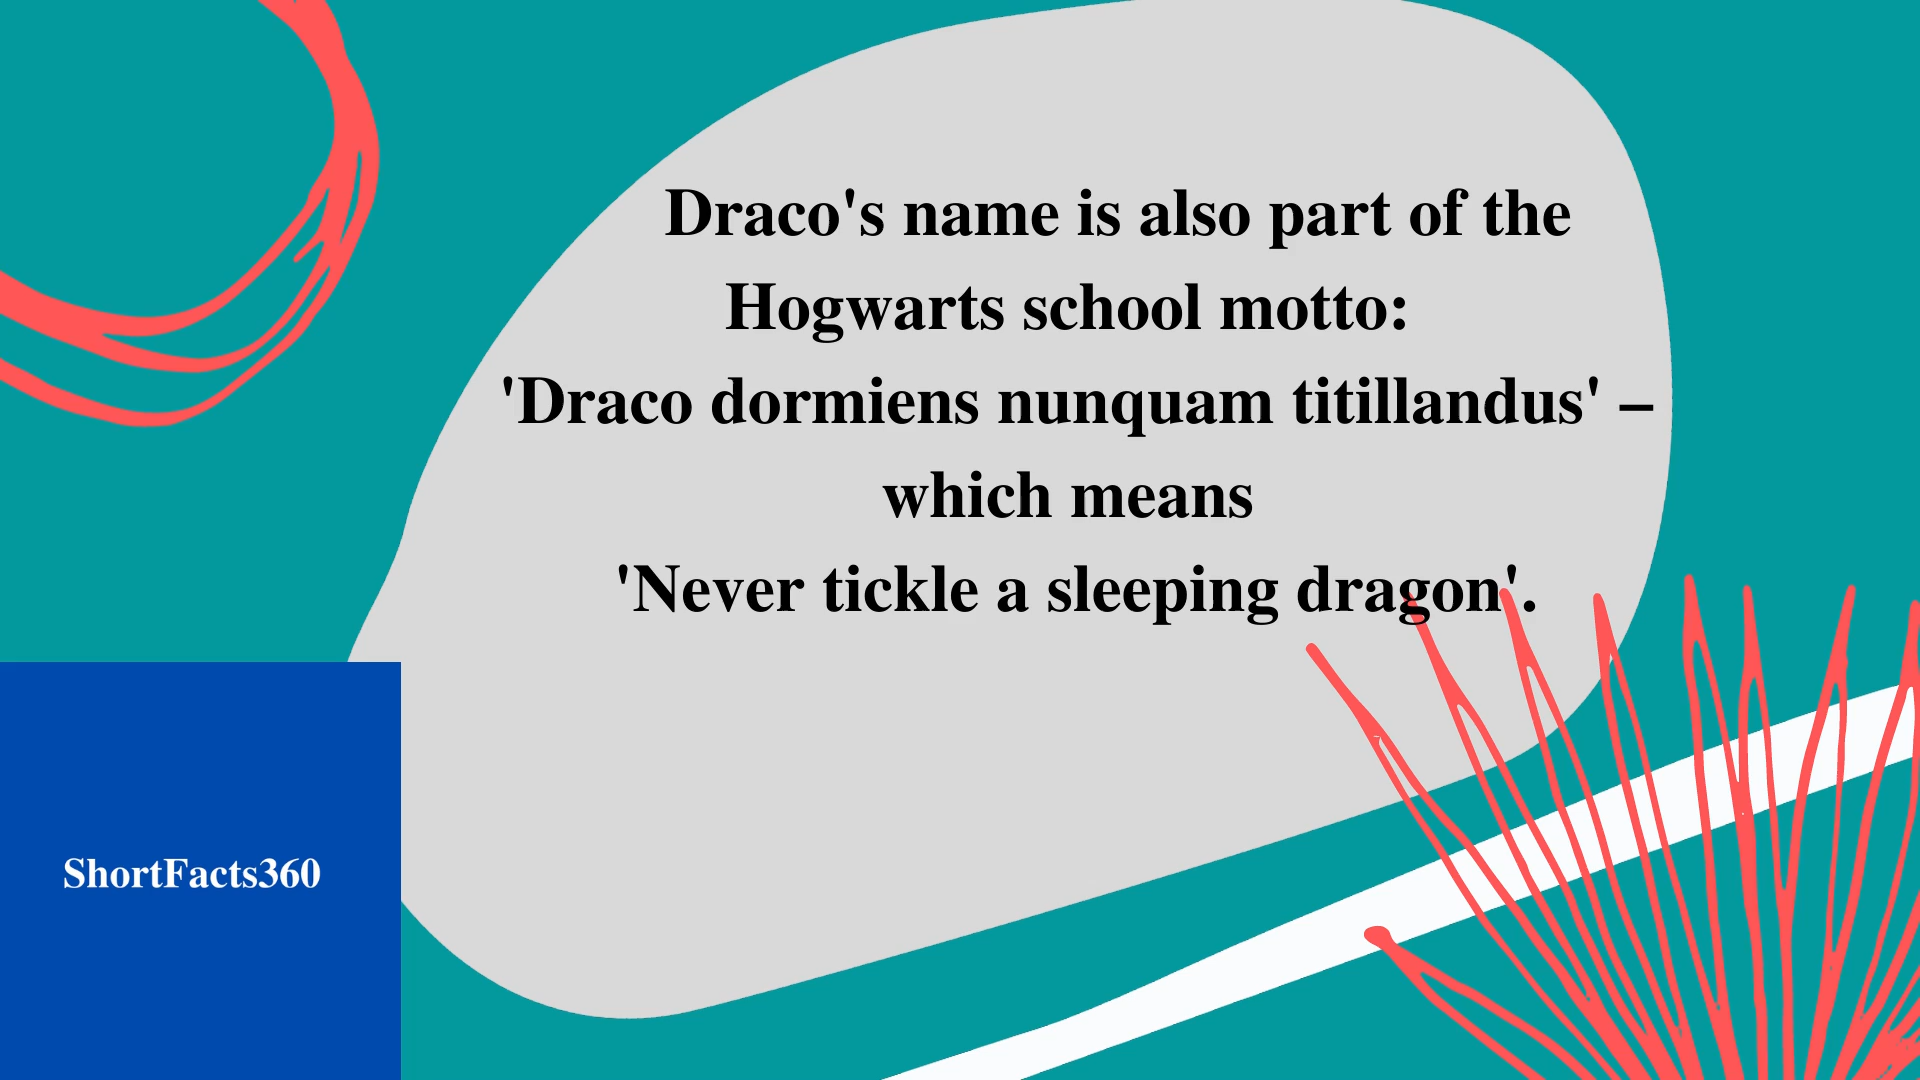 Draco's name is also part of the
Hogwarts school motto:
'Draco dormiens nunquam titillandus' –
which means
'Never tickle a sleeping dragon'.
ShortFacts360